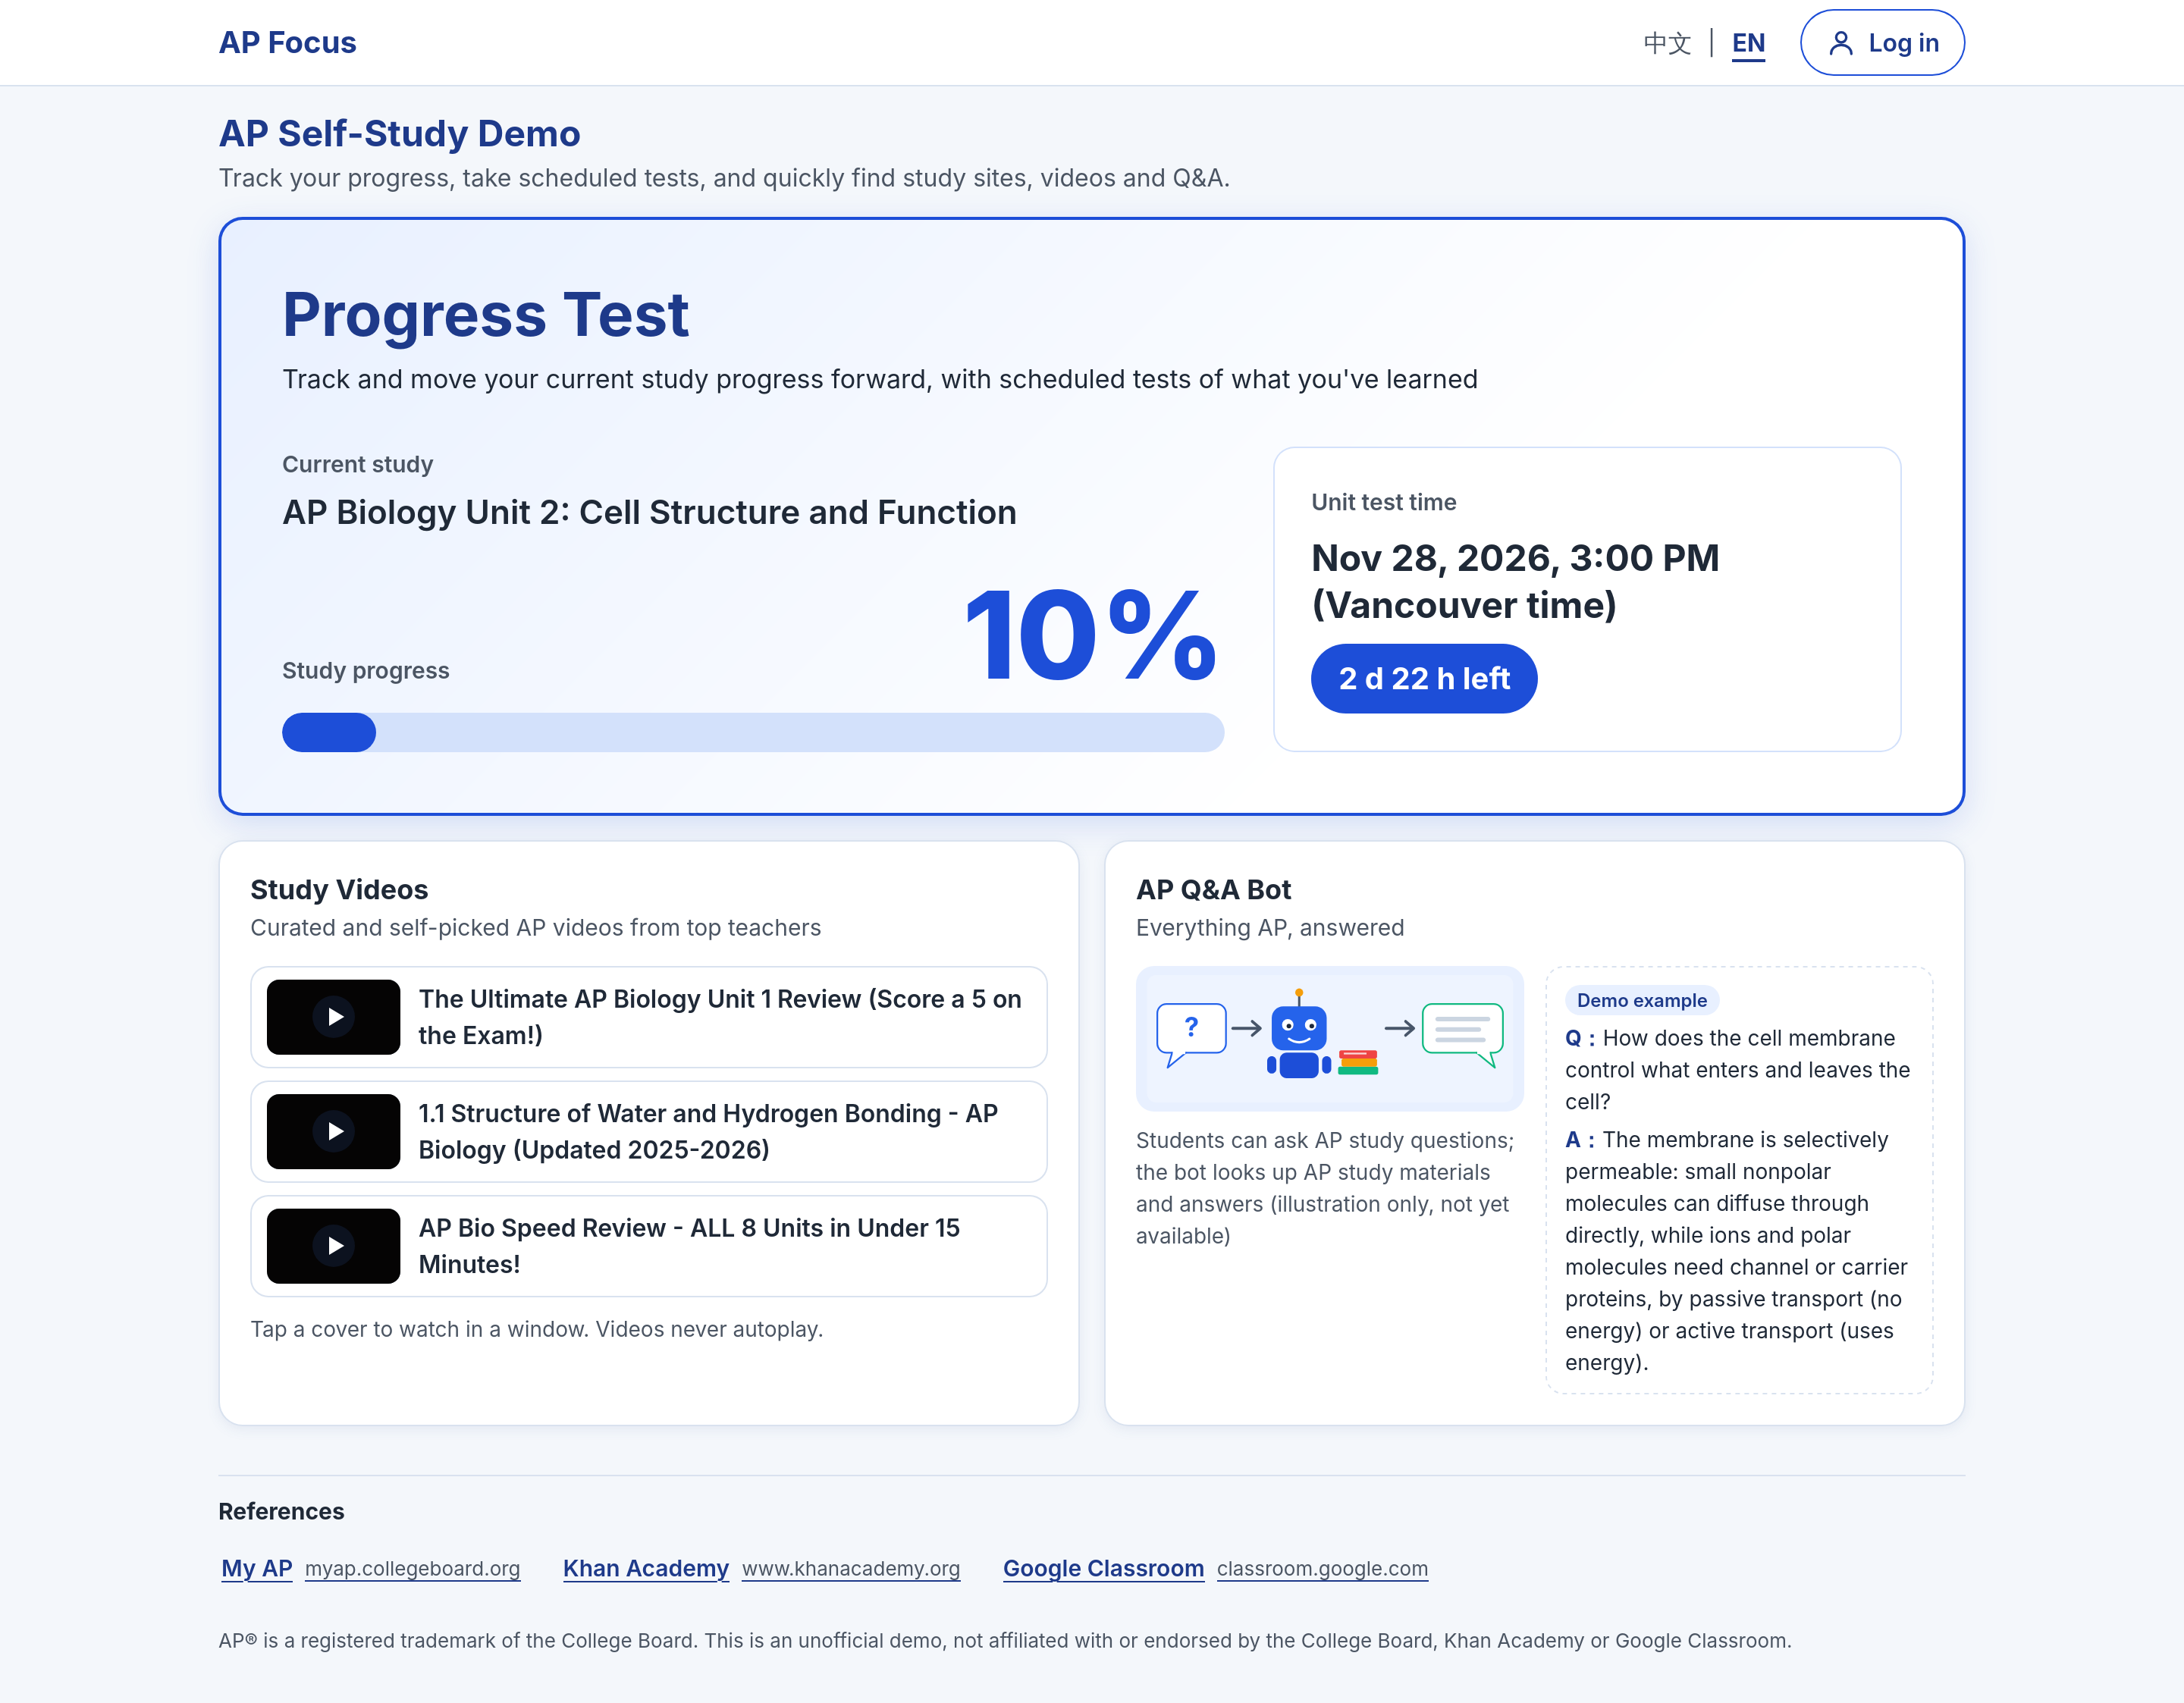 AP Focus
中文 | EN
Log in
AP Self-Study Demo
Track your progress, take scheduled tests, and quickly find study sites, videos and Q&A.
Progress Test
Track and move your current study progress forward, with scheduled tests of what you've learned
Current study
AP Biology Unit 2: Cell Structure and Function
Study progress
10%
Unit test time
Nov 28, 2026, 3:00 PM
(Vancouver time)
2 d 22 h left
Study Videos
Curated and self-picked AP videos from top teachers
The Ultimate AP Biology Unit 1 Review (Score a 5 on
the Exam!)
1.1 Structure of Water and Hydrogen Bonding - AP
Biology (Updated 2025-2026)
AP Bio Speed Review - ALL 8 Units in Under 15
Minutes!
Tap a cover to watch in a window. Videos never autoplay.
AP Q&A Bot
Everything AP, answered
?
Students can ask AP study questions;
the bot looks up AP study materials
and answers (illustration only, not yet
available)
Demo example
Q：How does the cell membrane
control what enters and leaves the
cell?
A：The membrane is selectively
permeable: small nonpolar
molecules can diffuse through
directly, while ions and polar
molecules need channel or carrier
proteins, by passive transport (no
energy) or active transport (uses
energy).
References
My AP myap.collegeboard.org
Khan Academy www.khanacademy.org
Google Classroom classroom.google.com
AP® is a registered trademark of the College Board. This is an unofficial demo, not affiliated with or endorsed by the College Board, Khan Academy or Google Classroom.